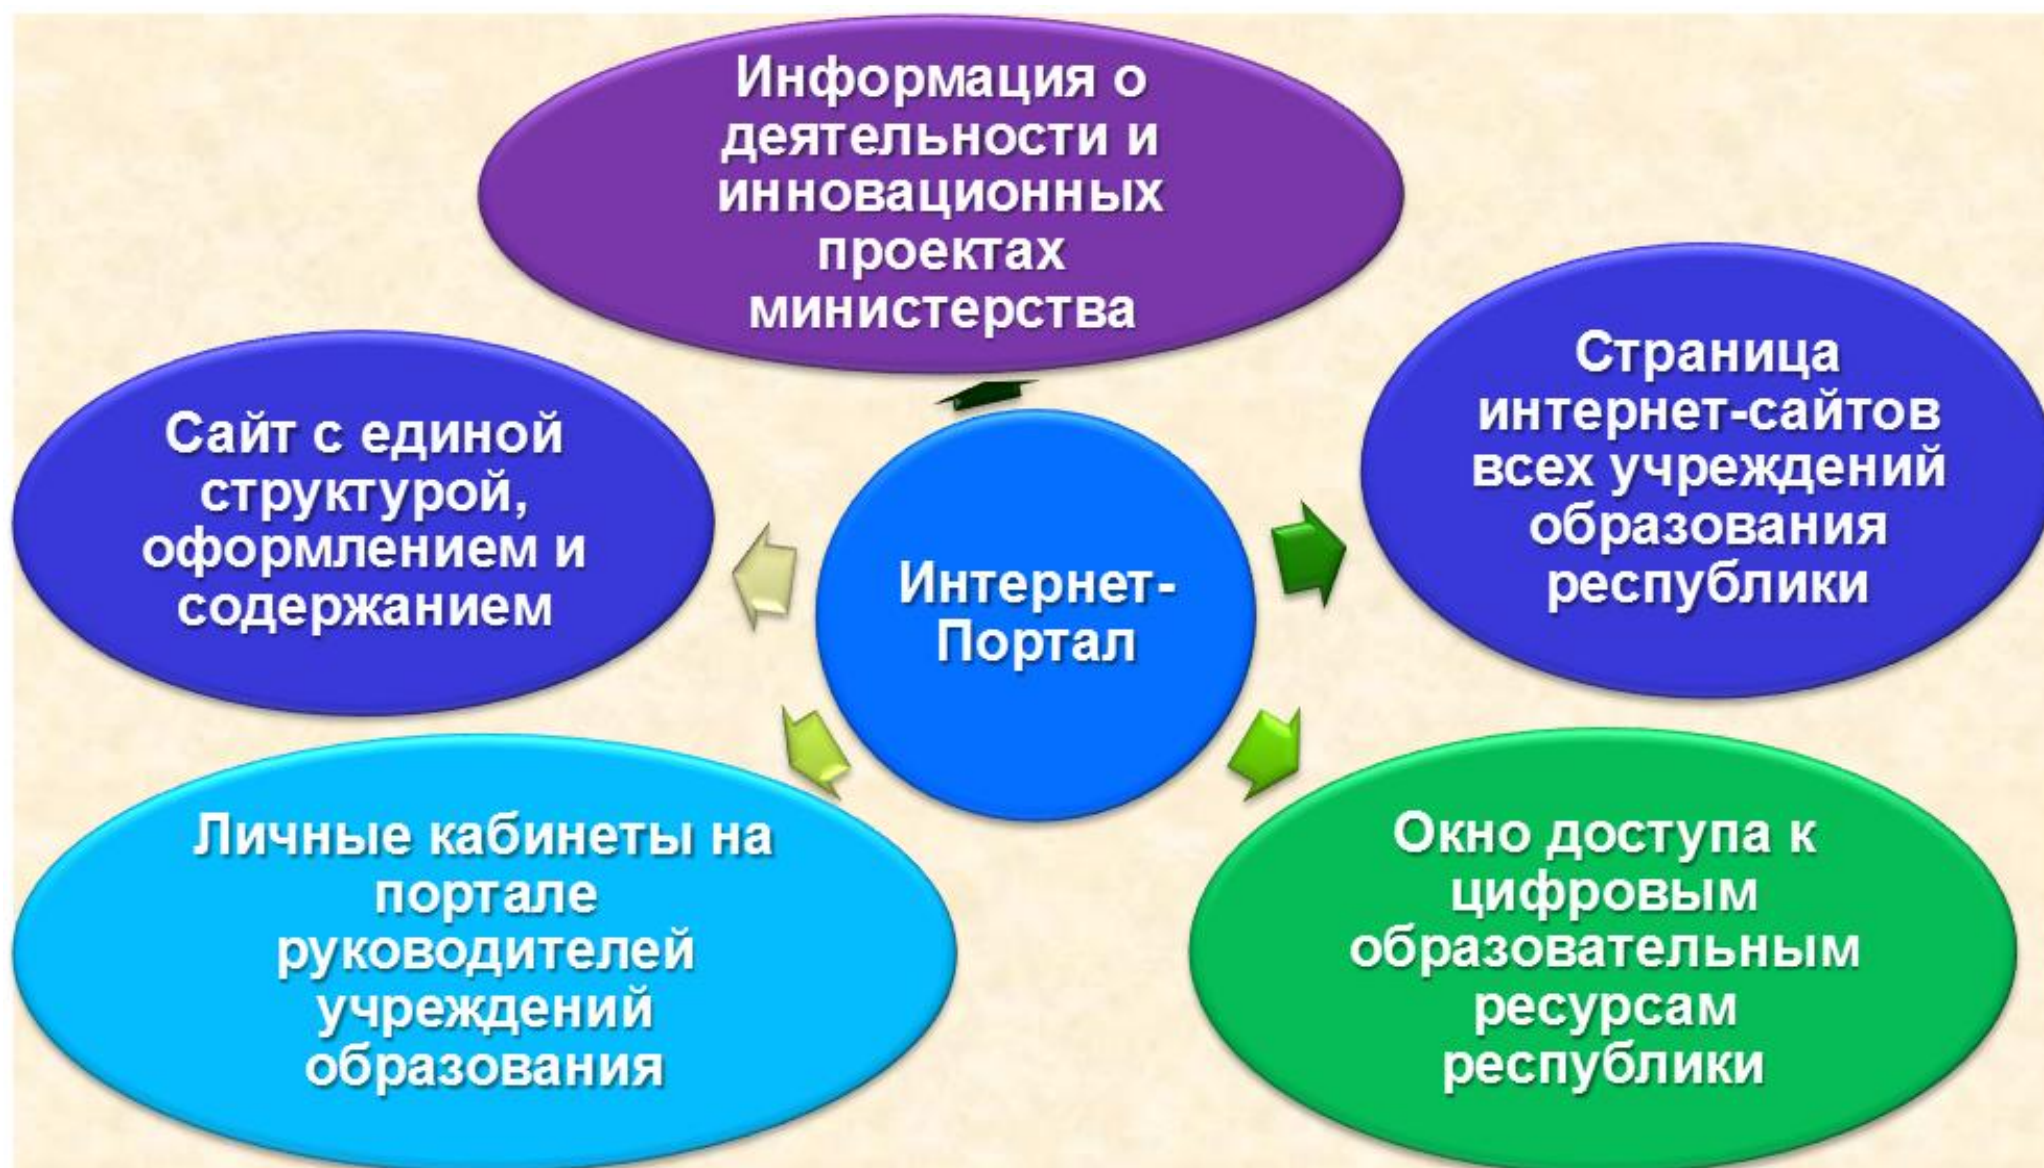 Информация о
деятельности и
инновационных
проектах
министерства
Сайт с единой
структурой,
оформлением и
содержанием
Интернет-
Портал
Страница
интернет-сайтов
всех учреждений
образования
республики
Личные кабинеты на
портале
руководителей
учреждений
образования
Окно доступа к
цифровым
образовательным
ресурсам
республики